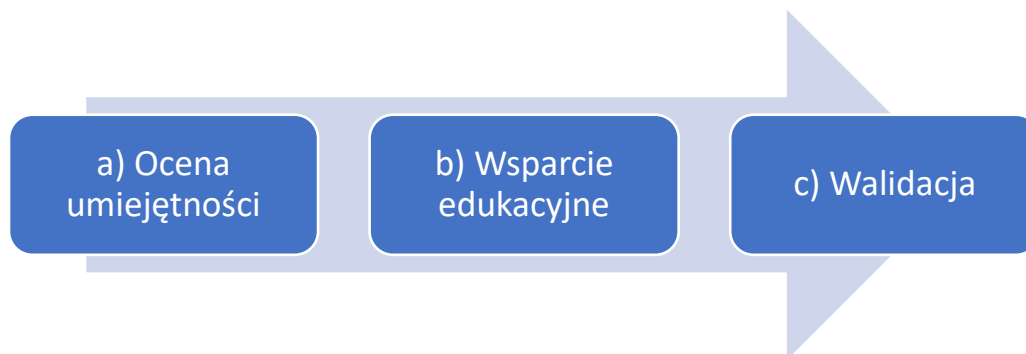 a) Ocena
umiejętności
b) Wsparcie
edukacyjne
c) Walidacja